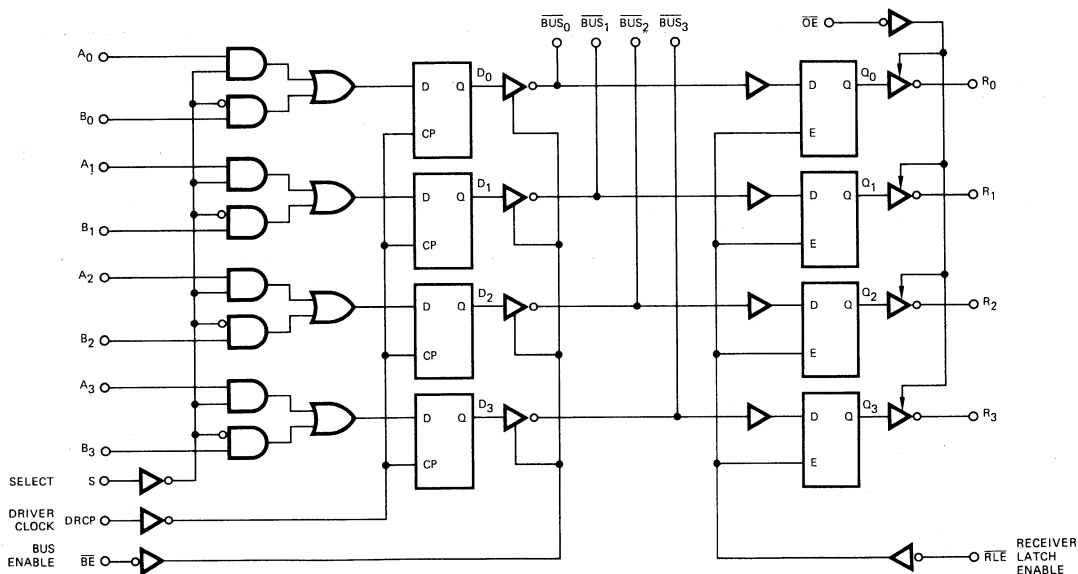 BUS0 BUS1 BUS2 BUS3
OE
A0
B0
D Q D0
CP
D Q0
E
R0
A1
B1
D Q D1
CP
D Q Q1
E
R1
A2
B2
D Q D2
CP
D Q Q2
E
R2
A3
B3
D Q D3
CP
D Q Q3
E
R3
SELECT S
DRIVER
CLOCK DRCP
BUS
ENABLE BE
RLE RECEIVER
LATCH
ENABLE